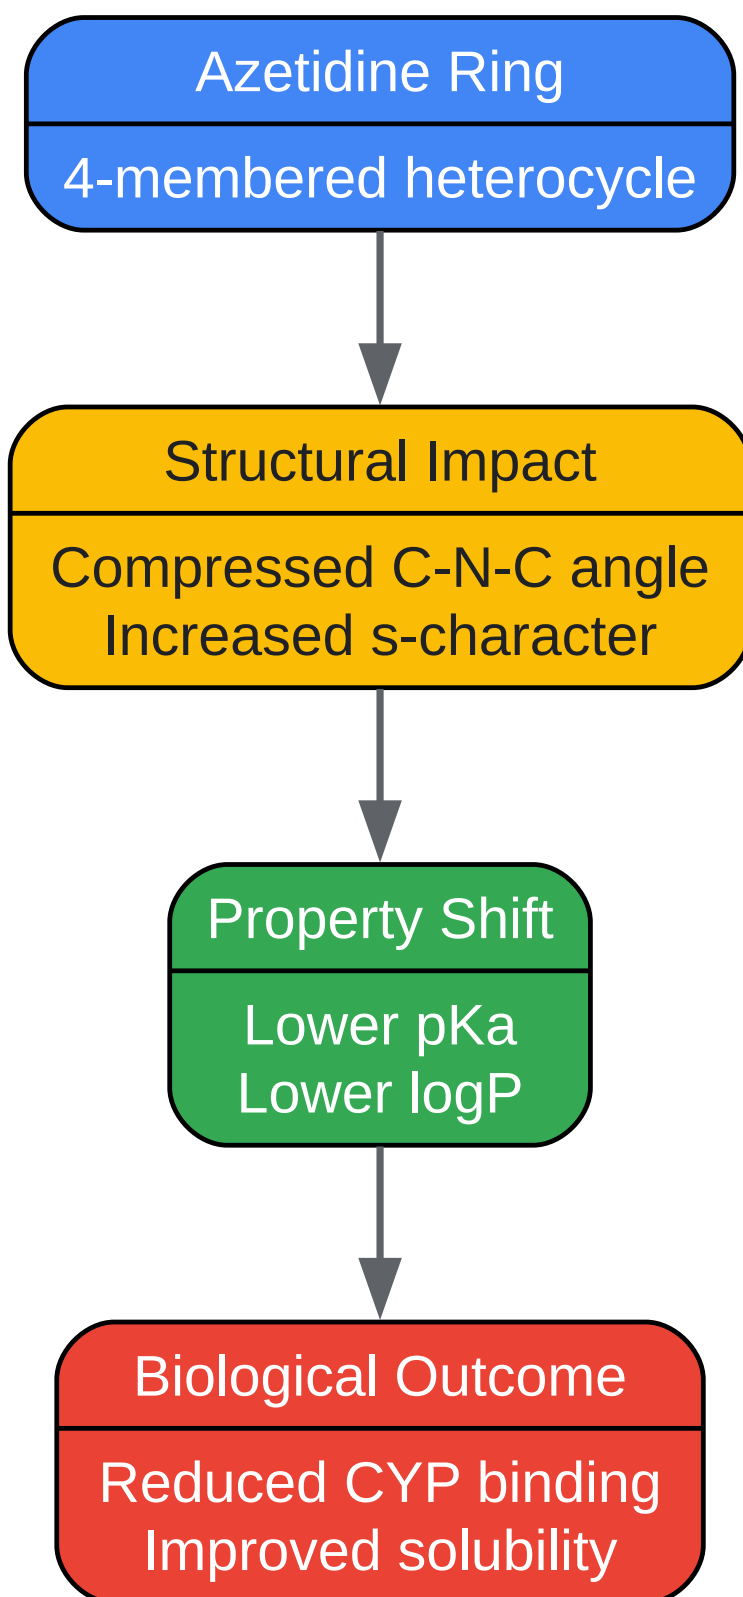 Azetidine Ring
4-membered heterocycle
Structural Impact
Compressed C-N-C angle
Increased s-character
Property Shift
Lower pKa
Lower logP
Biological Outcome
Reduced CYP binding
Improved solubility